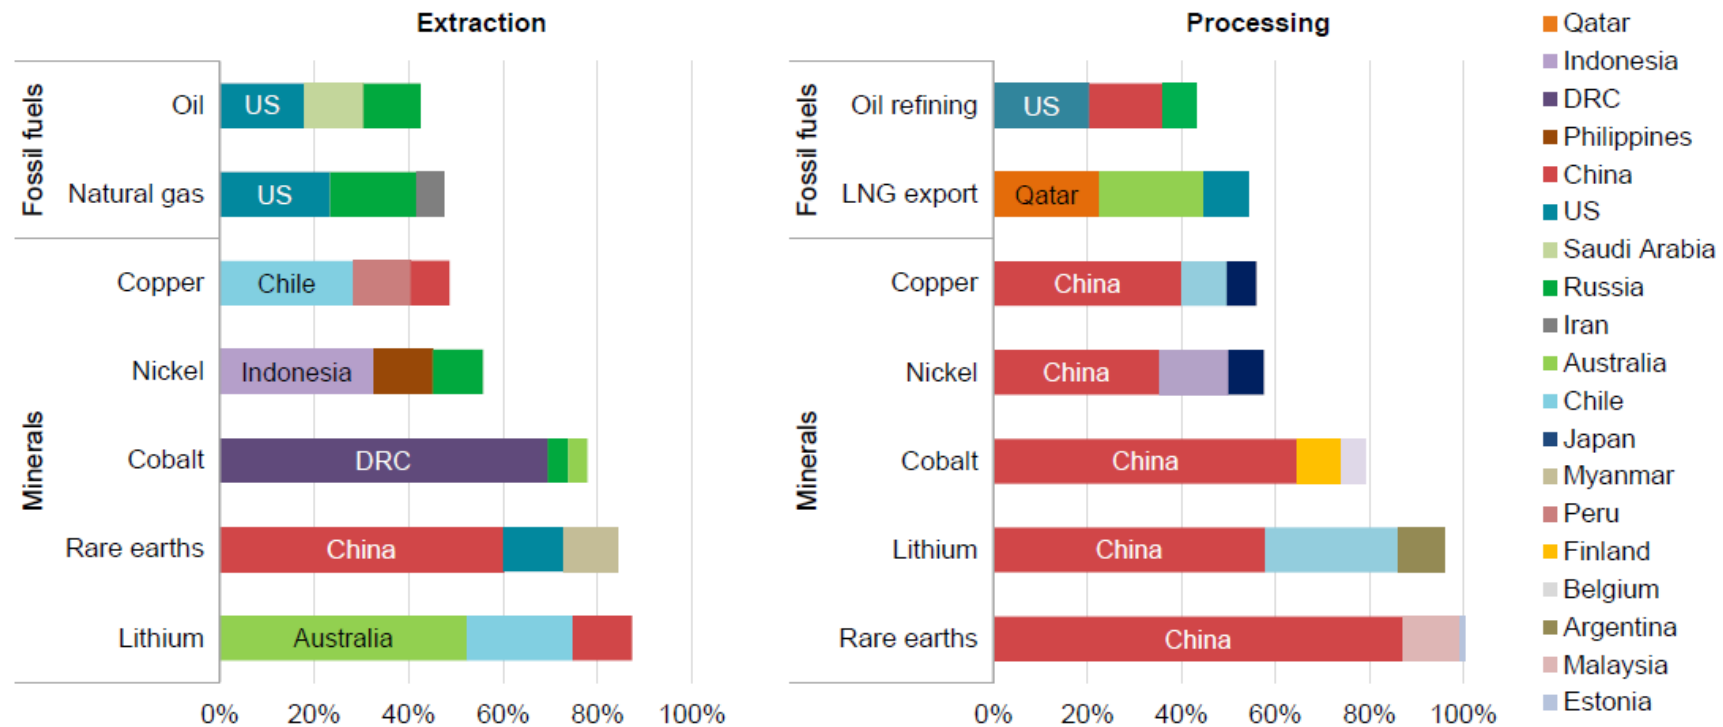 Extraction
Fossil fuels
Oil
US
Natural gas
US
Minerals
Copper
Chile
Nickel
Indonesia
Cobalt
DRC
Rare earths
China
Lithium
Australia
0% 20% 40% 60% 80% 100%
Processing
Fossil fuels
Oil refining
US
LNG export
Qatar
Minerals
Copper
China
Nickel
China
Cobalt
China
Lithium
China
Rare earths
China
0% 20% 40% 60% 80% 100%
Qatar
Indonesia
DRC
Philippines
China
US
Saudi Arabia
Russia
Iran
Australia
Chile
Japan
Myanmar
Peru
Finland
Belgium
Argentina
Malaysia
Estonia